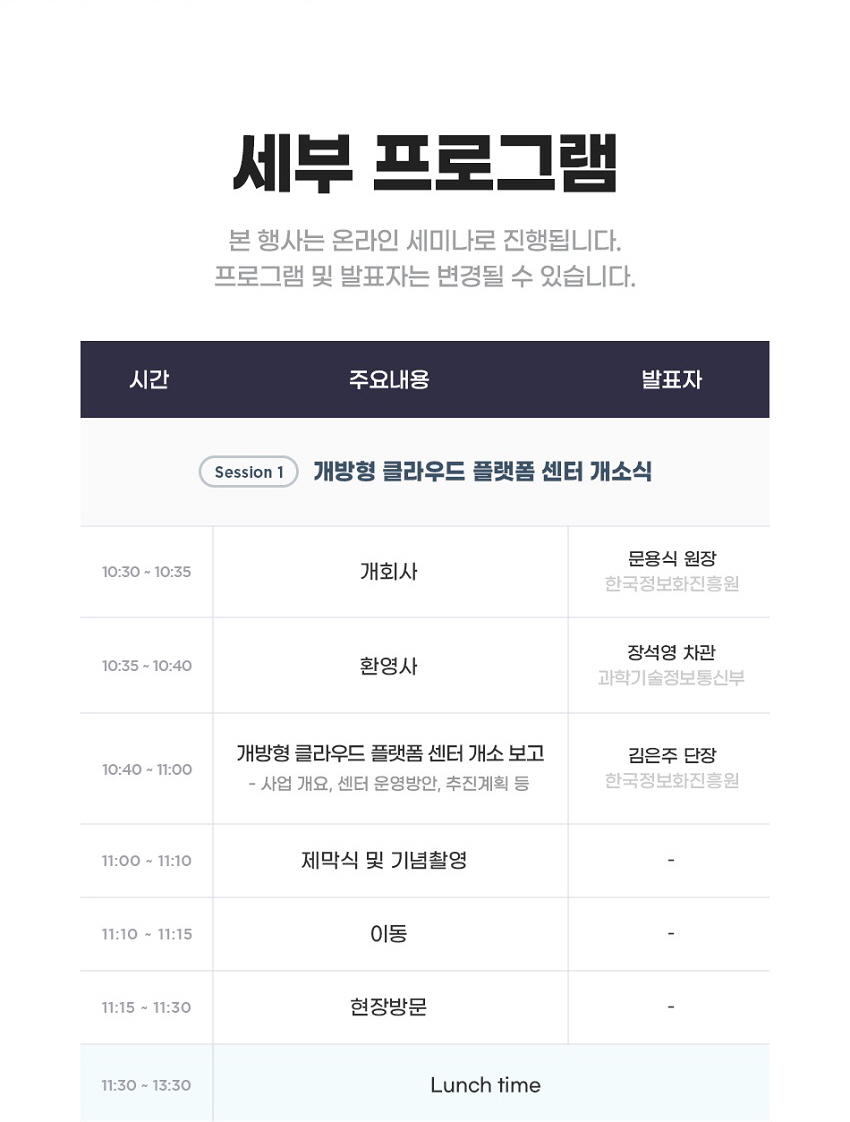 세부 프로그램
본 행사는 온라인 세미나로 진행됩니다.
프로그램 및 발표자는 변경될 수 있습니다.
시간 주요내용 발표자
Session 1 개방형 클라우드 플랫폼 센터 개소식
10:30 ~ 10:35 개회사 문용식 원장
한국정보화진흥원
10:35 ~ 10:40 환영사 장석영 차관
과학기술정보통신부
10:40 ~ 11:00 개방형 클라우드 플랫폼 센터 개소 보고 김은주 단장
- 사업 개요, 센터 운영방안, 추진계획 등 한국정보화진흥원
11:00 ~ 11:10 제막식 및 기념촬영 -
11:10 ~ 11:15 이동 -
11:15 ~ 11:30 현장방문 -
11:30 ~ 13:30 Lunch time